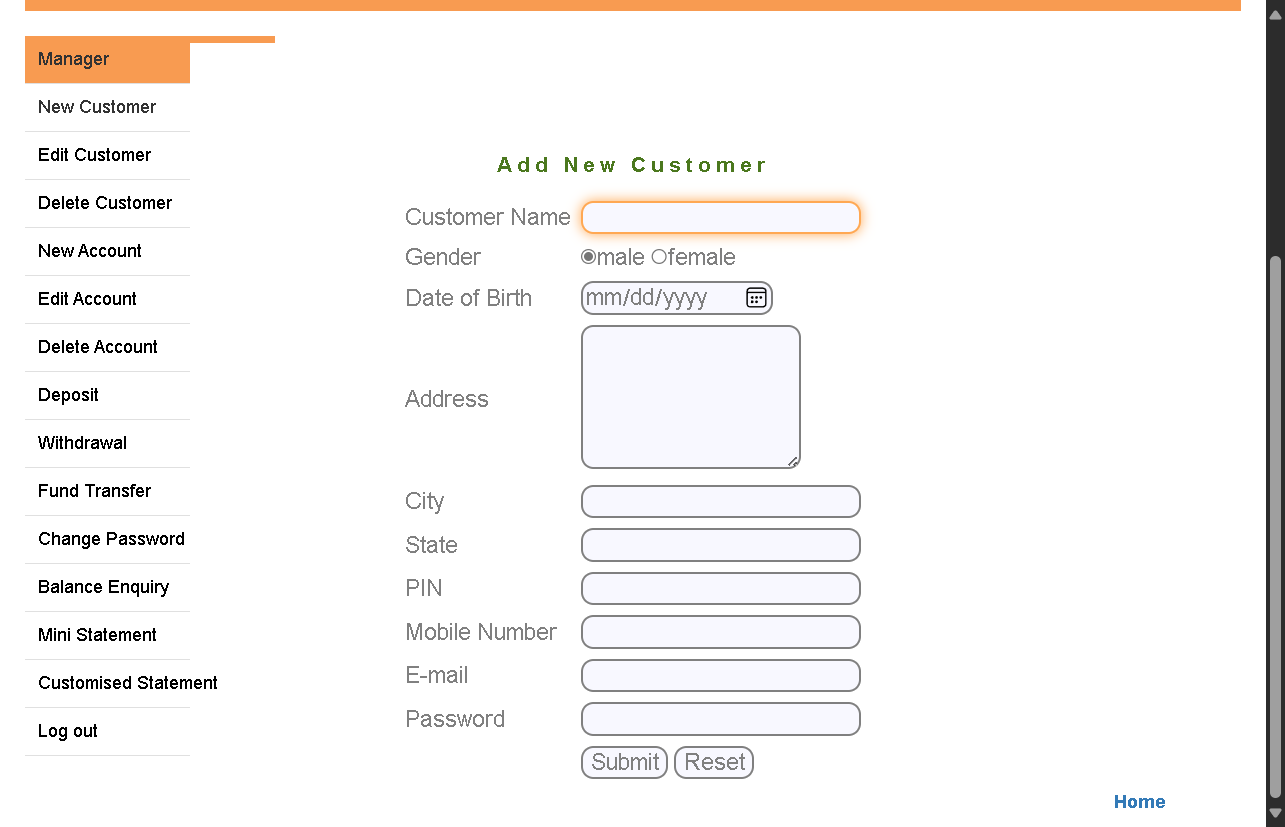 Manager
New Customer
Edit Customer
Delete Customer
New Account
Edit Account
Delete Account
Deposit
Withdrawal
Fund Transfer
Change Password
Balance Enquiry
Mini Statement
Customised Statement
Log out
Add New Customer
Customer Name
Gender male female
Date of Birth mm/dd/yyyy
Address
City
State
PIN
Mobile Number
E-mail
Password
Submit Reset
Home